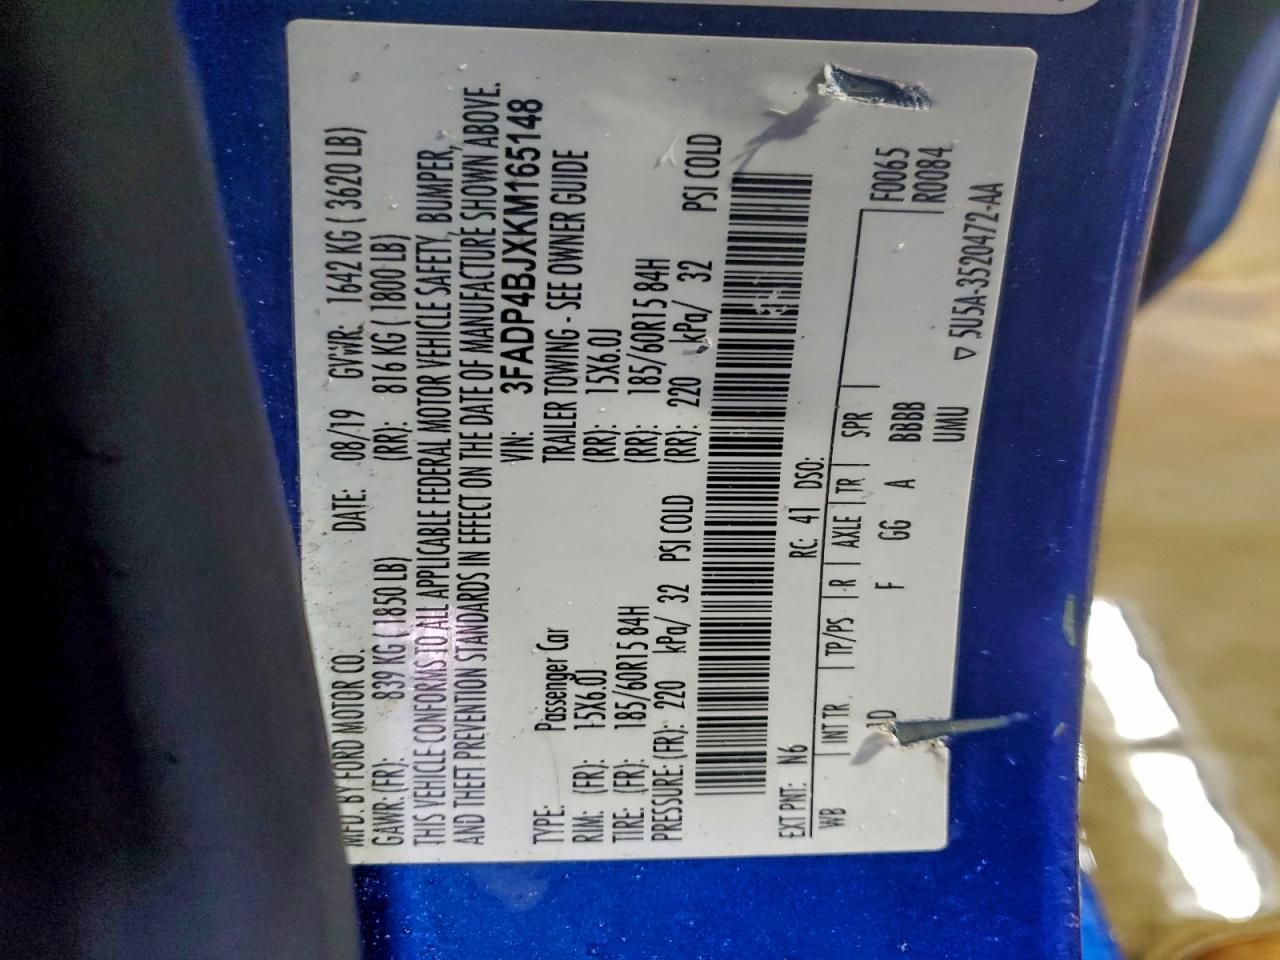 MFD. BY FORD MOTOR CO. DATE: 08/19 GVWR: 1642 KG ( 3620 LB)
GAWR: (FR): 839 KG ( 1850 LB) (RR): 816 KG ( 1800 LB)
THIS VEHICLE CONFORMS TO ALL APPLICABLE FEDERAL MOTOR VEHICLE SAFETY, BUMPER,
AND THEFT PREVENTION STANDARDS IN EFFECT ON THE DATE OF MANUFACTURE SHOWN ABOVE.
VIN: 3FADP4BJXKM165148
TYPE: Passenger Car TRAILER TOWING - SEE OWNER GUIDE
RIM: (FR): 15X6.0J (RR): 15X6.0J
TIRE: (FR): 185/60R15 84H (RR): 185/60R15 84H
PRESSURE: (FR): 220 kPa/ 32 PSI COLD (RR): 220 kPa/ 32 PSI COLD
EXT PNT: N6 RC: 41 DSO:
WB INT TR. TP/PS R AXLE TR SPR F0065
F GG A BBBB R0084
UMU
▽ 5U5A-3520472-AA